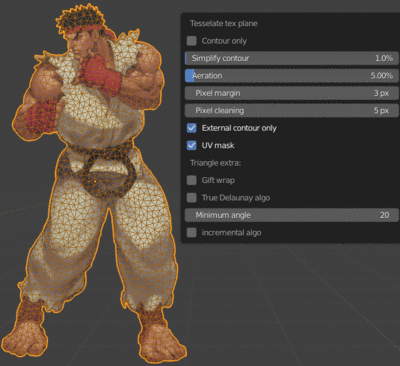 Tesselate tex plane
Contour only
Simplify contour 1.0%
Aeration 5.00%
Pixel margin 3 px
Pixel cleaning 5 px
External contour only
UV mask
Triangle extra:
Gift wrap
True Delaunay algo
Minimum angle 20
incremental algo